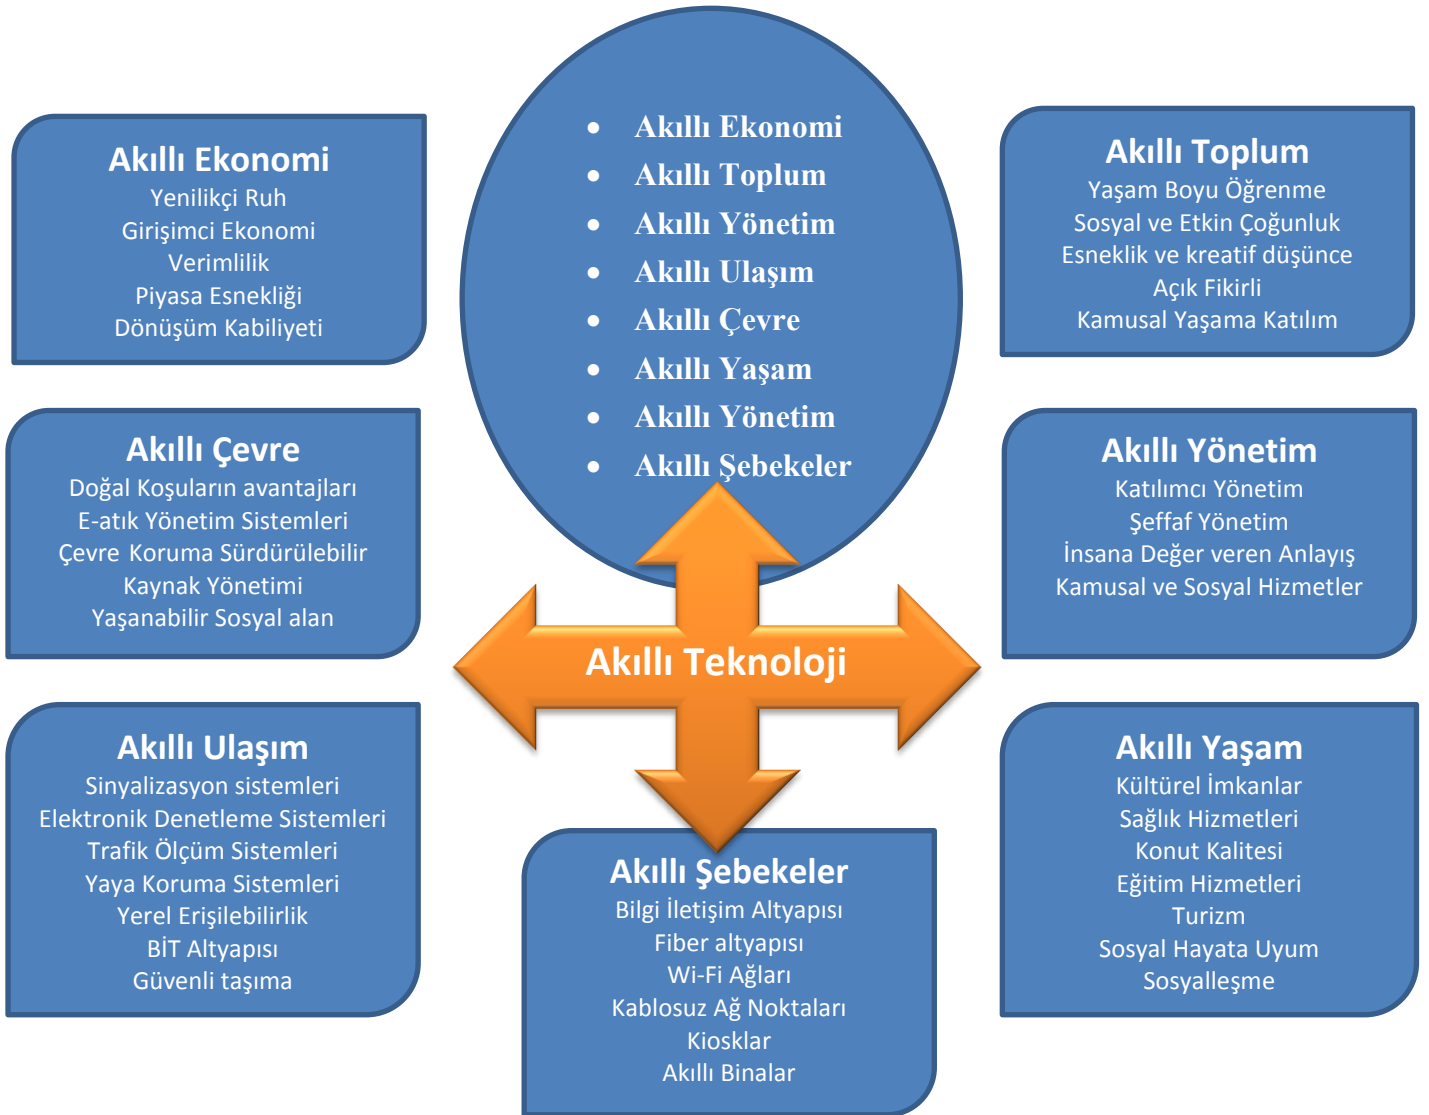 Akıllı Ekonomi
Yenilikçi Ruh
Girişimci Ekonomi
Verimlilik
Piyasa Esnekliği
Dönüşüm Kabiliyeti
• Akıllı Ekonomi
• Akıllı Toplum
• Akıllı Yönetim
• Akıllı Ulaşım
• Akıllı Çevre
• Akıllı Yaşam
• Akıllı Yönetim
• Akıllı Şebekeler
Akıllı Toplum
Yaşam Boyu Öğrenme
Sosyal ve Etkin Çoğunluk
Esneklik ve kreatif düşünce
Açık Fikirli
Kamusal Yaşama Katılım
Akıllı Çevre
Doğal Koşuların avantajları
E-atık Yönetim Sistemleri
Çevre Koruma Sürdürülebilir
Kaynak Yönetimi
Yaşanabilir Sosyal alan
Akıllı Yönetim
Katılımcı Yönetim
Şeffaf Yönetim
İnsana Değer veren Anlayış
Kamusal ve Sosyal Hizmetler
Akıllı Teknoloji
Akıllı Ulaşım
Sinyalizasyon sistemleri
Elektronik Denetleme Sistemleri
Trafik Ölçüm Sistemleri
Yaya Koruma Sistemleri
Yerel Erişilebilirlik
BİT Altyapısı
Güvenli taşıma
Akıllı Şebekeler
Bilgi İletişim Altyapısı
Fiber altyapısı
Wi-Fi Ağları
Kablosuz Ağ Noktaları
Kiosklar
Akıllı Binalar
Akıllı Yaşam
Kültürel İmkanlar
Sağlık Hizmetleri
Konut Kalitesi
Eğitim Hizmetleri
Turizm
Sosyal Hayata Uyum
Sosyalleşme